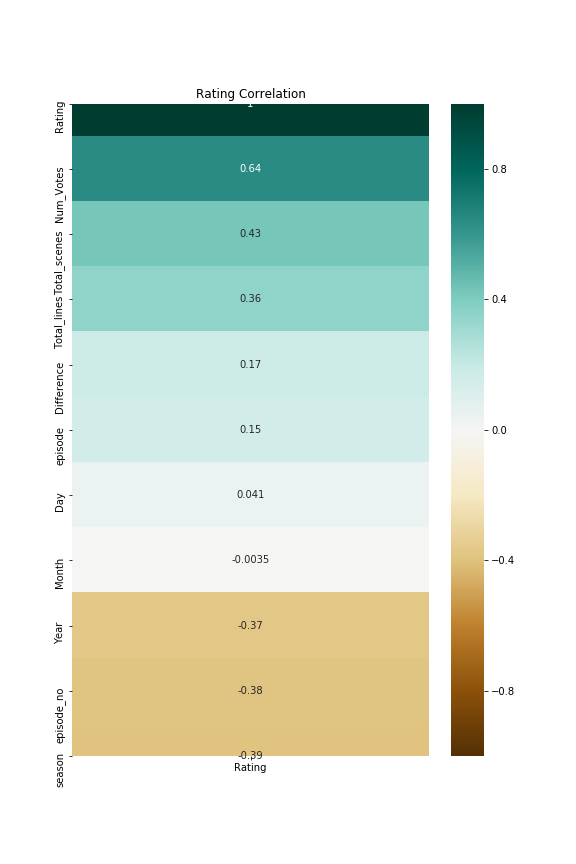 Rating Correlation
Rating
1
Num_Votes
0.64
0.8
Total_scenes
0.43
Total_lines
0.36
0.4
Difference
0.17
episode
0.15
0.0
Day
0.041
Month
-0.0035
−0.4
Year
-0.37
episode_no
-0.38
−0.8
season
-0.39
Rating